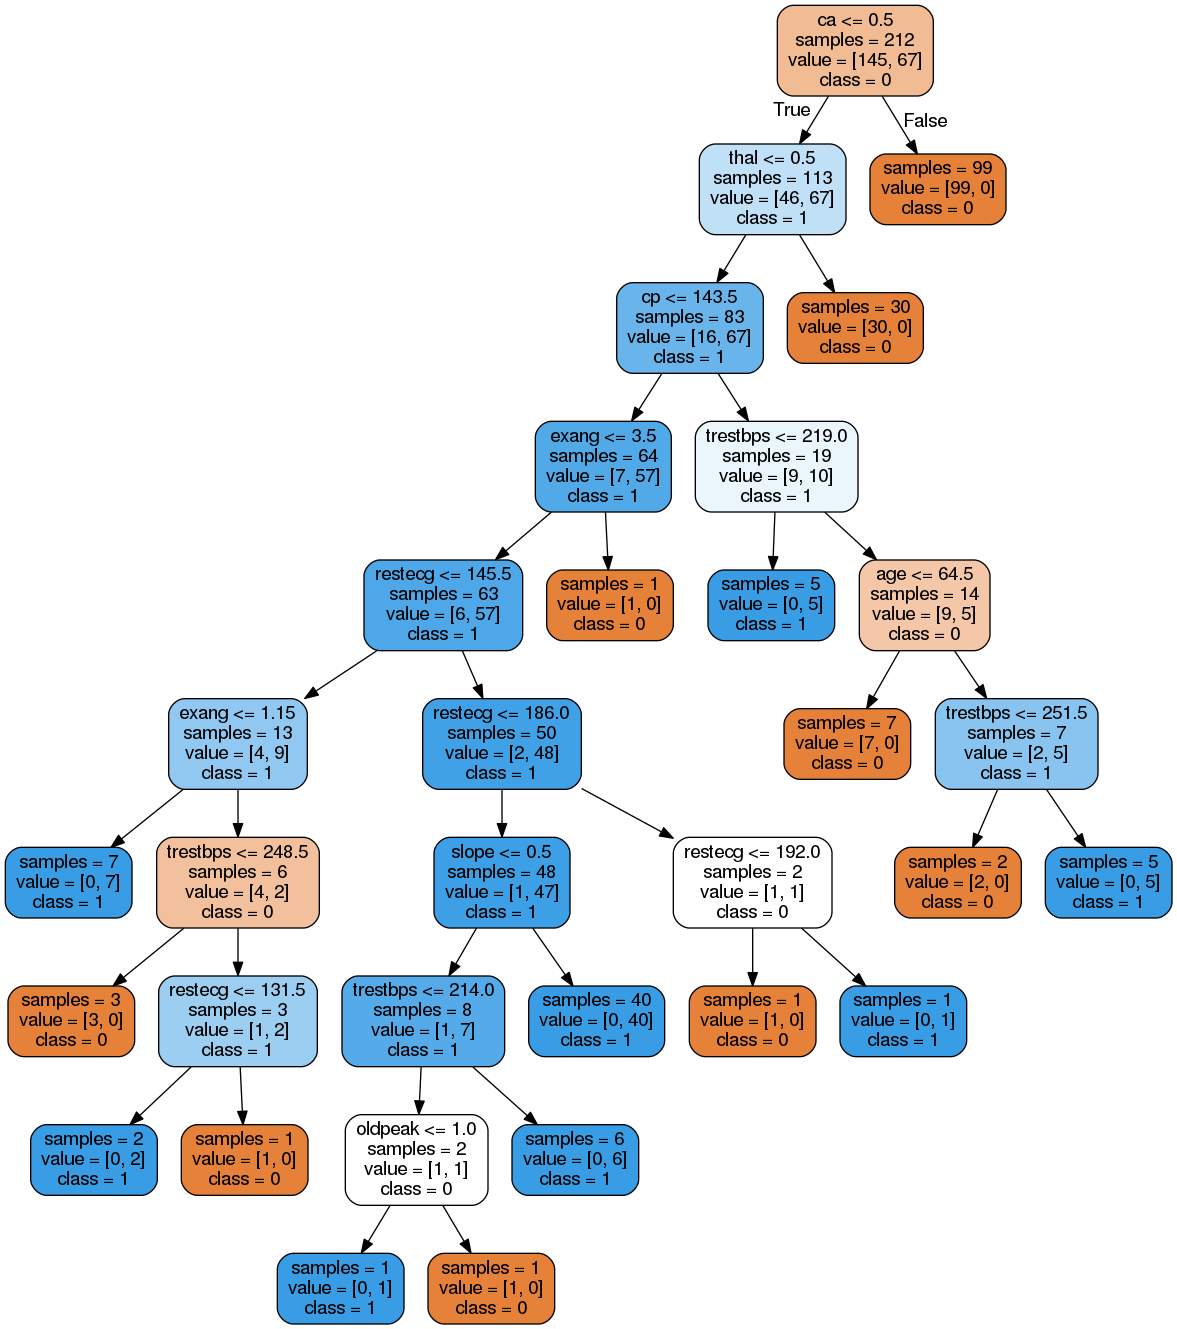 ca <= 0.5
samples = 212
value = [145, 67]
class = 0
True
False
thal <= 0.5
samples = 113
value = [46, 67]
class = 1
samples = 99
value = [99, 0]
class = 0
cp <= 143.5
samples = 83
value = [16, 67]
class = 1
samples = 30
value = [30, 0]
class = 0
exang <= 3.5
samples = 64
value = [7, 57]
class = 1
trestbps <= 219.0
samples = 19
value = [9, 10]
class = 1
restecg <= 145.5
samples = 63
value = [6, 57]
class = 1
samples = 1
value = [1, 0]
class = 0
samples = 5
value = [0, 5]
class = 1
age <= 64.5
samples = 14
value = [9, 5]
class = 0
exang <= 1.15
samples = 13
value = [4, 9]
class = 1
restecg <= 186.0
samples = 50
value = [2, 48]
class = 1
samples = 7
value = [7, 0]
class = 0
trestbps <= 251.5
samples = 7
value = [2, 5]
class = 1
samples = 7
value = [0, 7]
class = 1
trestbps <= 248.5
samples = 6
value = [4, 2]
class = 0
slope <= 0.5
samples = 48
value = [1, 47]
class = 1
restecg <= 192.0
samples = 2
value = [1, 1]
class = 0
samples = 2
value = [2, 0]
class = 0
samples = 5
value = [0, 5]
class = 1
samples = 3
value = [3, 0]
class = 0
restecg <= 131.5
samples = 3
value = [1, 2]
class = 1
trestbps <= 214.0
samples = 8
value = [1, 7]
class = 1
samples = 40
value = [0, 40]
class = 1
samples = 1
value = [1, 0]
class = 0
samples = 1
value = [0, 1]
class = 1
samples = 2
value = [0, 2]
class = 1
samples = 1
value = [1, 0]
class = 0
oldpeak <= 1.0
samples = 2
value = [1, 1]
class = 0
samples = 6
value = [0, 6]
class = 1
samples = 1
value = [0, 1]
class = 1
samples = 1
value = [1, 0]
class = 0